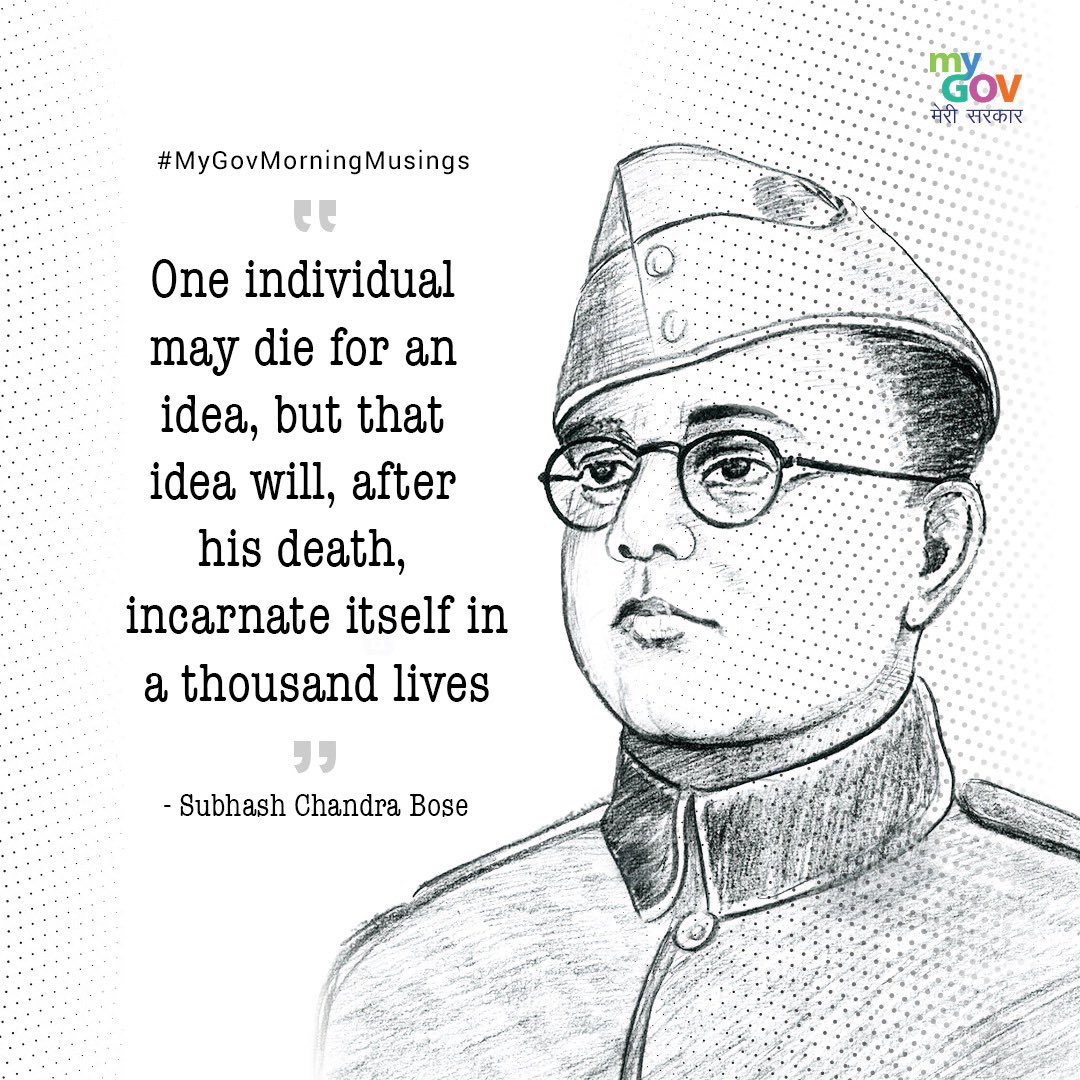 my
GOV
मेरी सरकार
#MyGovMorningMusings
"
One individual
may die for an
idea, but that
idea will, after
his death,
incarnate itself in
a thousand lives
"
- Subhash Chandra Bose